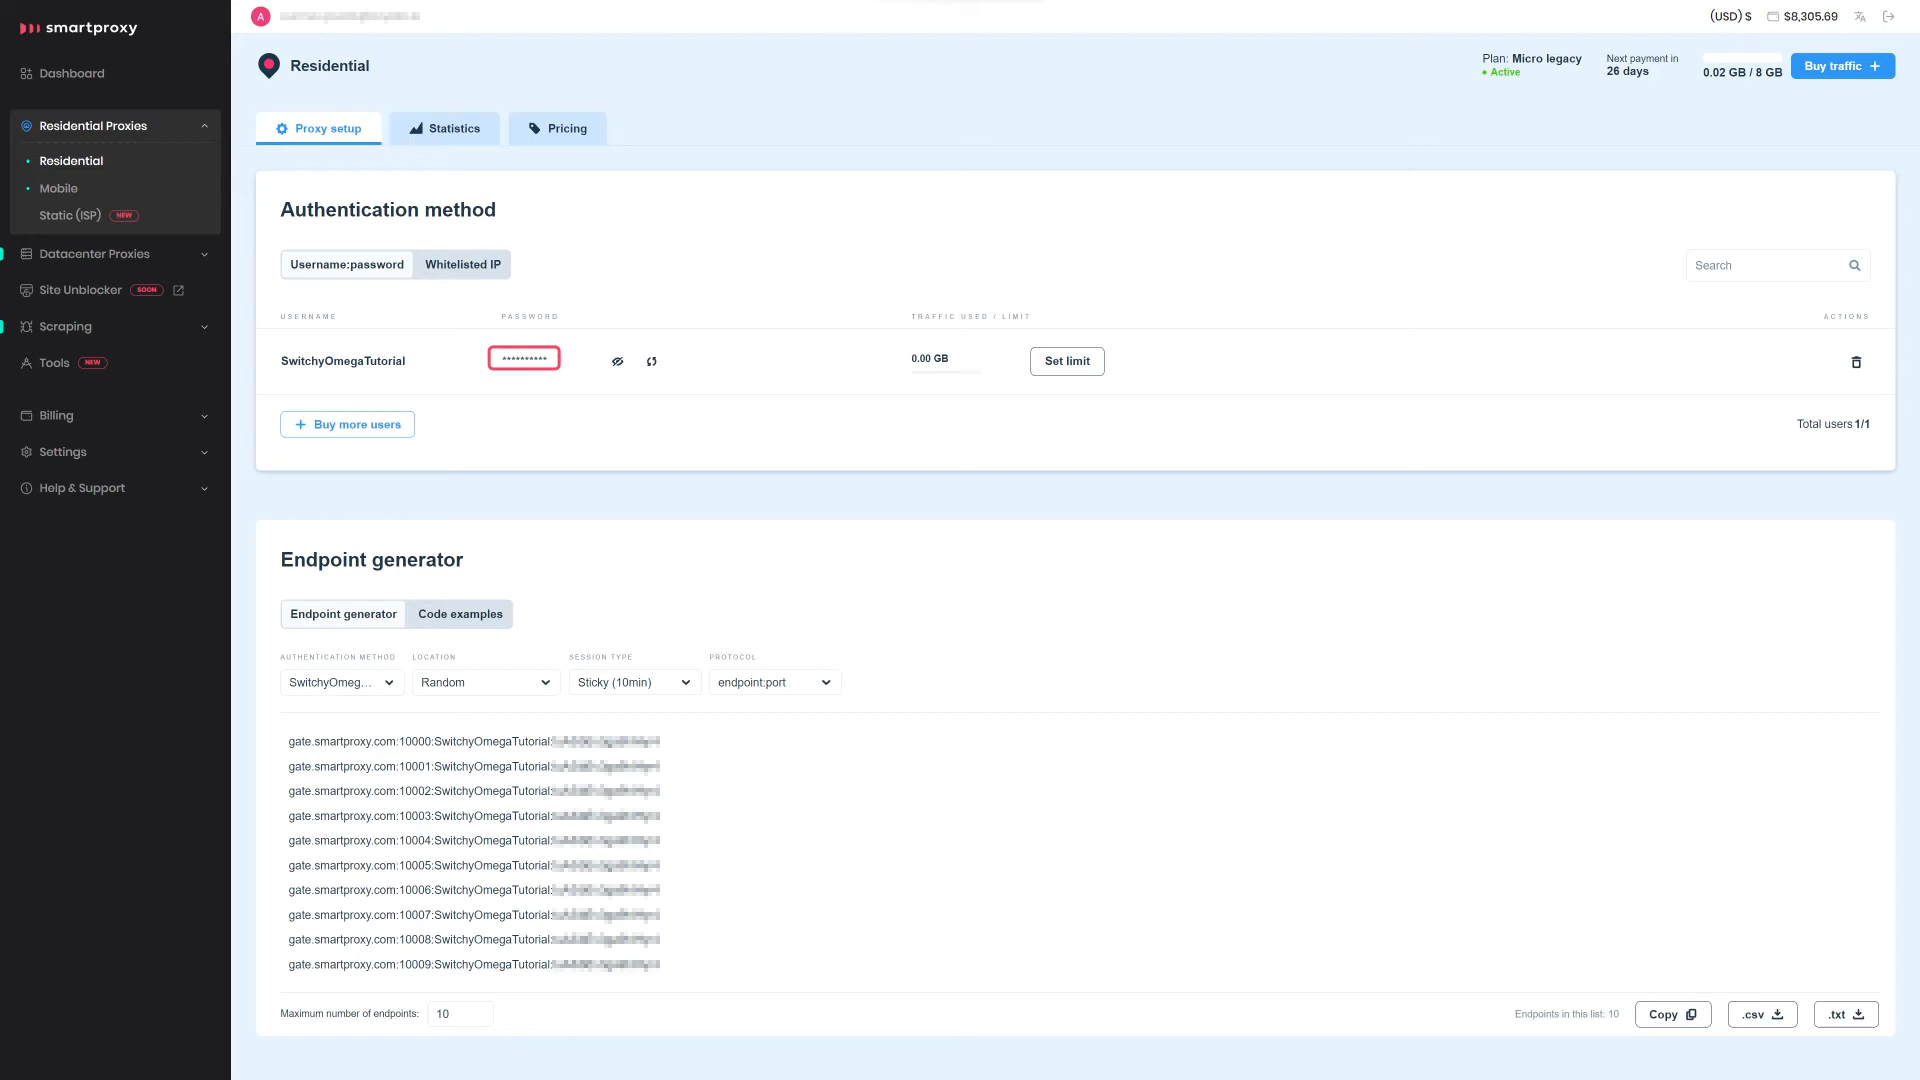 smartproxy
A
(USD) $ $8,305.69
Dashboard
Residential Proxies
Residential
Mobile
Static (ISP) NEW
Datacenter Proxies
Site Unblocker SOON
Scraping
Tools NEW
Billing
Settings
Help & Support
Residential
Plan: Micro legacy
Active
Next payment in
26 days
0.02 GB / 8 GB
Buy traffic +
Proxy setup
Statistics
Pricing
Authentication method
Username:password Whitelisted IP
Search
USERNAME PASSWORD TRAFFIC USED / LIMIT ACTIONS
SwitchyOmegaTutorial ********** 0.00 GB Set limit
+ Buy more users
Total users 1/1
Endpoint generator
Endpoint generator Code examples
AUTHENTICATION METHOD LOCATION SESSION TYPE PROTOCOL
SwitchyOmeg... Random Sticky (10min) endpoint:port
gate.smartproxy.com:10000:SwitchyOmegaTutorial:
gate.smartproxy.com:10001:SwitchyOmegaTutorial:
gate.smartproxy.com:10002:SwitchyOmegaTutorial:
gate.smartproxy.com:10003:SwitchyOmegaTutorial:
gate.smartproxy.com:10004:SwitchyOmegaTutorial:
gate.smartproxy.com:10005:SwitchyOmegaTutorial:
gate.smartproxy.com:10006:SwitchyOmegaTutorial:
gate.smartproxy.com:10007:SwitchyOmegaTutorial:
gate.smartproxy.com:10008:SwitchyOmegaTutorial:
gate.smartproxy.com:10009:SwitchyOmegaTutorial:
Maximum number of endpoints: 10
Endpoints in this list: 10
Copy
.csv
.txt